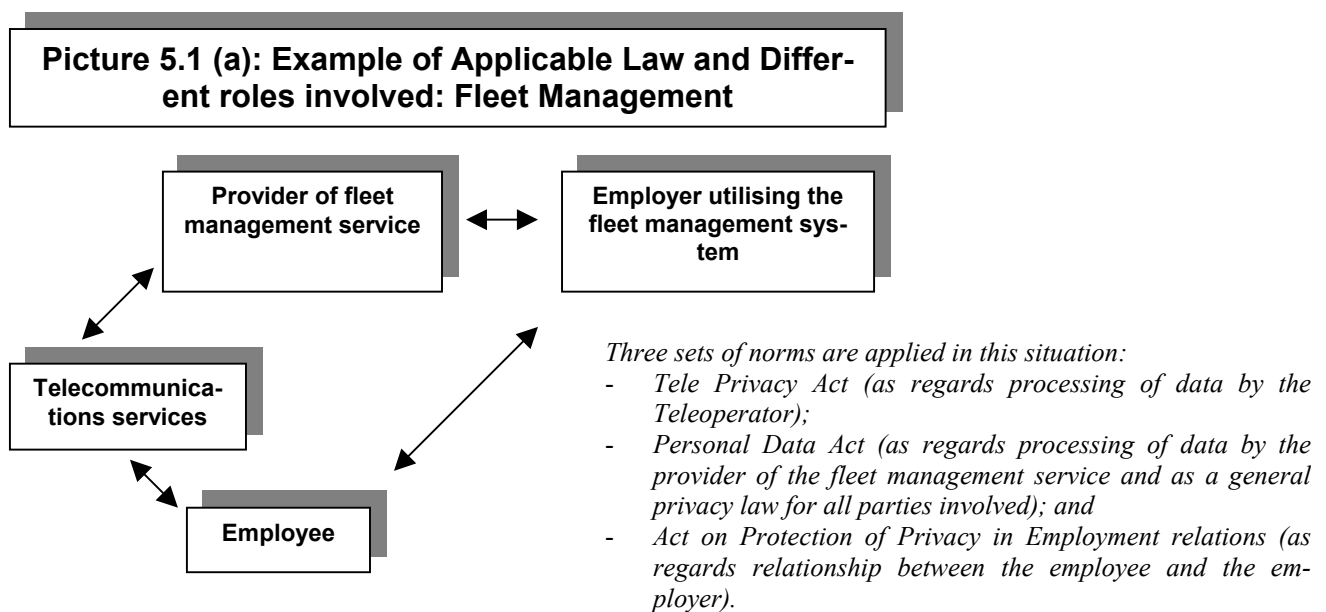 Picture 5.1 (a): Example of Applicable Law and Differ-
ent roles involved: Fleet Management
Provider of fleet
management service
Employer utilising the
fleet management sys-
tem
Telecommunica-
tions services
Employee
Three sets of norms are applied in this situation:
- Tele Privacy Act (as regards processing of data by the
Teleoperator);
- Personal Data Act (as regards processing of data by the
provider of the fleet management service and as a general
privacy law for all parties involved); and
- Act on Protection of Privacy in Employment relations (as
regards relationship between the employee and the em-
ployer).